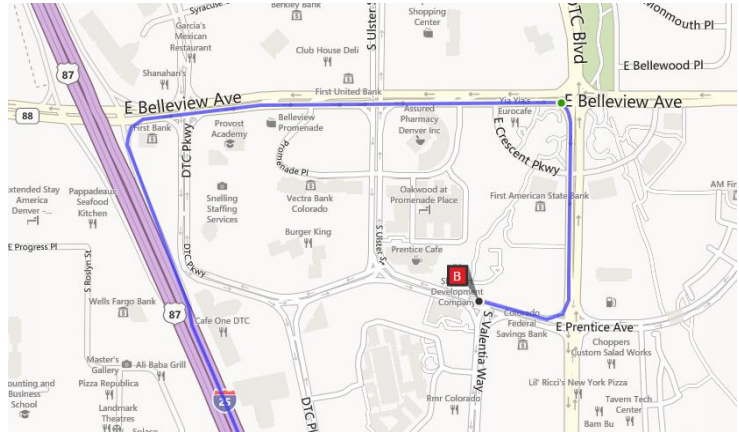 Syracuse
Berkley Bank
Garcia's
Mexican
Restaurant
S Ulster
Shopping
Center
DTC Blvd
Monmouth Pl
Club House Deli
87
Shanahan's
First United Bank
E Bellewood Pl
E Belleview Ave
Yia Yia's
Eurocafe
E Belleview Ave
88
First Bank
Provost
Academy
Belleview
Promenade
Assured
Pharmacy
Denver Inc
E Crescent Pkwy
DTC Pkwy
Promenade Pl
Extended Stay
America
Denver -...
Pappadeaux
Seafood
Kitchen
Snelling
Staffing
Services
Vectra Bank
Colorado
Oakwood at
Promenade Place
First American State Bank
AM Fir
Burger King
S Ulster St
E Progress Pl
S Roslyn St
DTC Pkwy
Prentice Cafe
B
Development
Company
Wells Fargo Bank
87
Cafe One DTC
S Valentia Way
Colorado
Federal
Savings Bank
E Prentice Ave
Choppers
Custom Salad Works
Master's
Gallery
Ali Baba Grill
Pizza Republica
Lil' Ricci's New York Pizza
ounting and
Business
School
Landmark
Theatres
25
DTC Pl
Rmr Colorado
Tavern Tech
Center
Bam Bu